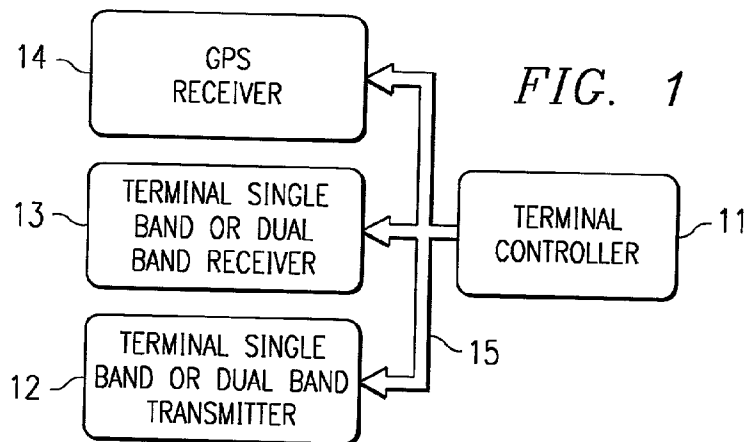 14
GPS
RECEIVER
FIG. 1
13
TERMINAL SINGLE
BAND OR DUAL
BAND RECEIVER
TERMINAL
CONTROLLER
11
12
TERMINAL SINGLE
BAND OR DUAL BAND
TRANSMITTER
15